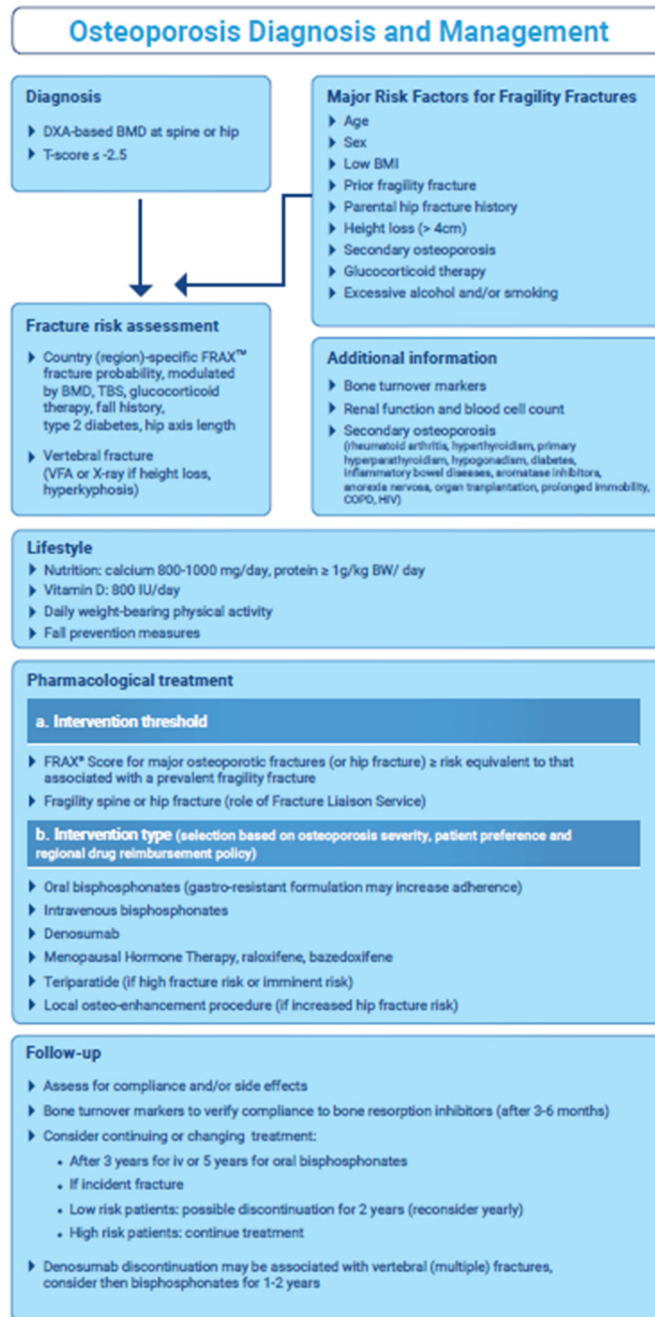 Osteoporosis Diagnosis and Management
Diagnosis
DXA-based BMD at spine or hip
T-score ≤ -2.5
Major Risk Factors for Fragility Fractures
Age
Sex
Low BMI
Prior fragility fracture
Parental hip fracture history
Height loss (> 4cm)
Secondary osteoporosis
Glucocorticoid therapy
Excessive alcohol and/or smoking
Fracture risk assessment
Country (region)-specific FRAX™
fracture probability, modulated
by BMD, TBS, glucocorticoid
therapy, fall history,
type 2 diabetes, hip axis length
Vertebral fracture
(VFA or X-ray if height loss,
hyperkyphosis)
Additional information
Bone turnover markers
Renal function and blood cell count
Secondary osteoporosis
(rheumatoid arthritis, hyperthyroidism, primary
hyperparathyroidism, hypogonadism, diabetes,
inflammatory bowel diseases, aromatase inhibitors,
anorexia nervosa, organ tranplantation, prolonged immobility,
COPD, HIV)
Lifestyle
Nutrition: calcium 800-1000 mg/day, protein ≥ 1g/kg BW/ day
Vitamin D: 800 IU/day
Daily weight-bearing physical activity
Fall prevention measures
Pharmacological treatment
a. Intervention threshold
FRAX® Score for major osteoporotic fractures (or hip fracture) ≥ risk equivalent to that
associated with a prevalent fragility fracture
Fragility spine or hip fracture (role of Fracture Liaison Service)
b. Intervention type (selection based on osteoporosis severity, patient preference and
regional drug reimbursement policy)
Oral bisphosphonates (gastro-resistant formulation may increase adherence)
Intravenous bisphosphonates
Denosumab
Menopausal Hormone Therapy, raloxifene, bazedoxifene
Teriparatide (if high fracture risk or imminent risk)
Local osteo-enhancement procedure (if increased hip fracture risk)
Follow-up
Assess for compliance and/or side effects
Bone turnover markers to verify compliance to bone resorption inhibitors (after 3-6 months)
Consider continuing or changing treatment:
• After 3 years for iv or 5 years for oral bisphosphonates
• If incident fracture
• Low risk patients: possible discontinuation for 2 years (reconsider yearly)
• High risk patients: continue treatment
Denosumab discontinuation may be associated with vertebral (multiple) fractures,
consider then bisphosphonates for 1-2 years